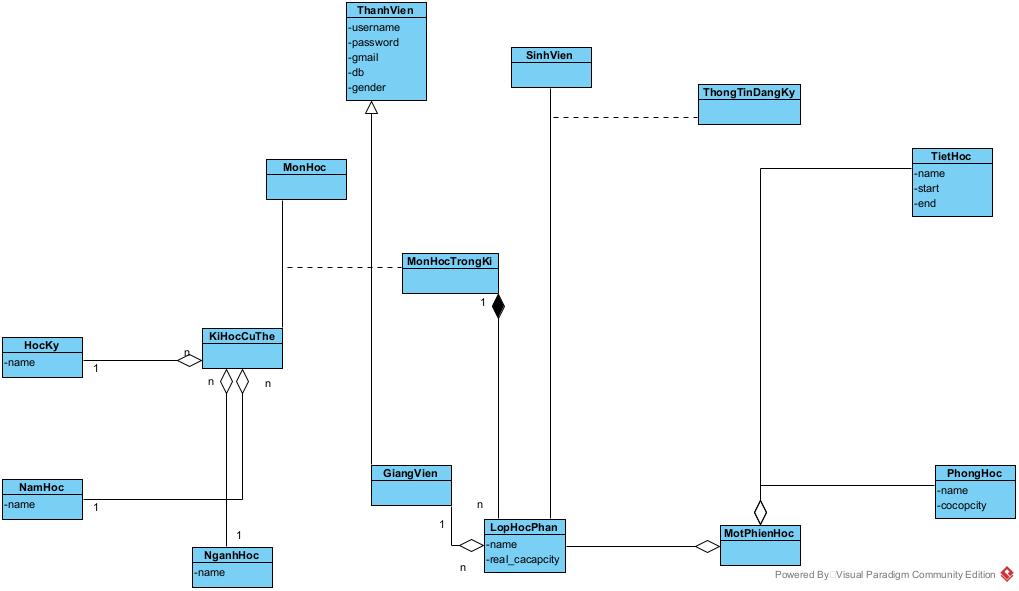 ThanhVien
-username
-password
-gmail
-db
-gender
SinhVien
ThongTinDangKy
TietHoc
-name
-start
-end
MonHoc
MonHocTrongKi
1
KiHocCuThe
n
n
n
HocKy
-name
1
NamHoc
-name
1
NganhHoc
-name
1
GiangVien
1
n
n
LopHocPhan
-name
-real_cacapcity
MotPhienHoc
PhongHoc
-name
-cocopcity
Powered By Visual Paradigm Community Edition